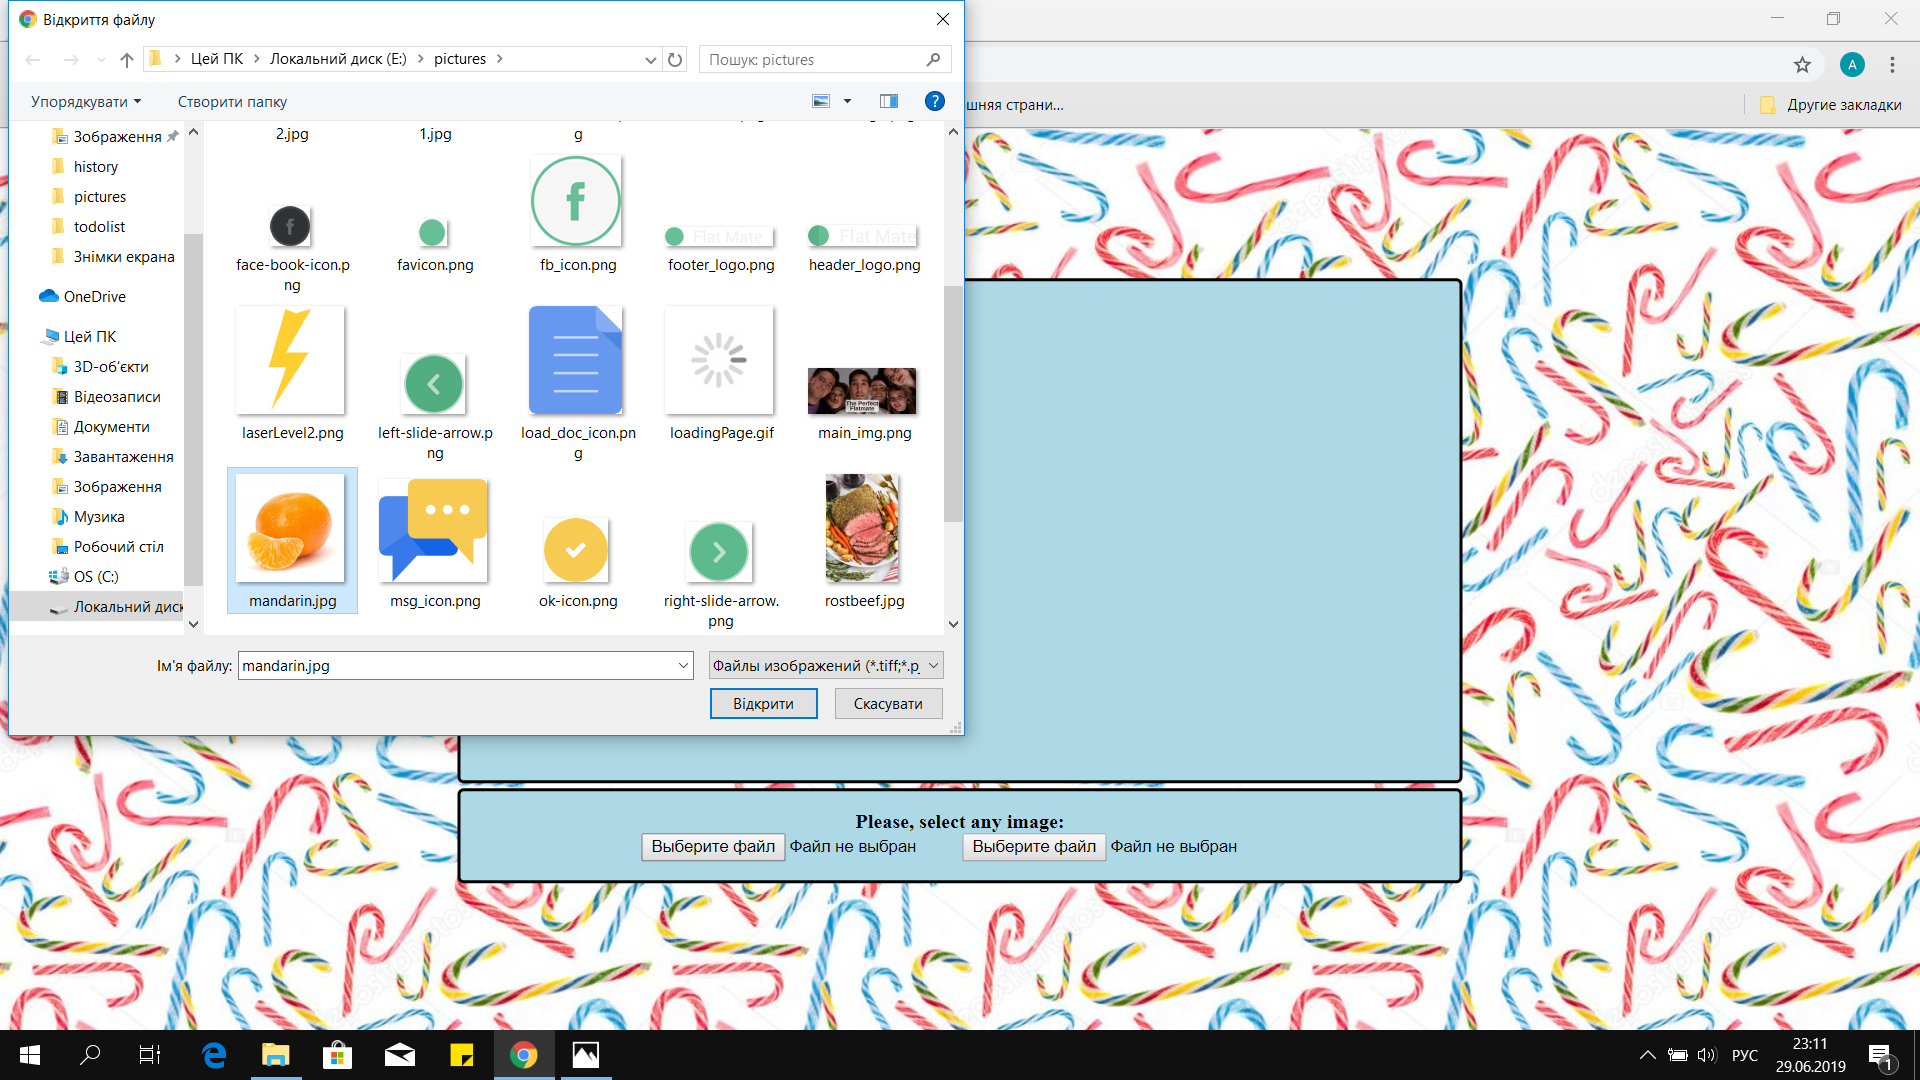 Відкриття файлу
Цей ПК
Локальний диск (E:)
pictures
Пошук: pictures
Упорядкувати
Створити папку
Зображення
history
pictures
todolist
Знімки екрана
OneDrive
Цей ПК
3D-об'єкти
Відеозаписи
Документи
Завантаження
Зображення
Музика
Робочий стіл
OS (C:)
Локальний диск
2.jpg
1.jpg
g
f
f
Flat Mate
Flat Mate
face-book-icon.p
ng
favicon.png
fb_icon.png
footer_logo.png
header_logo.png
The Perfect
Flatmate
laserLevel2.png
left-slide-arrow.p
ng
load_doc_icon.pn
g
loadingPage.gif
main_img.png
mandarin.jpg
msg_icon.png
ok-icon.png
right-slide-arrow.
png
rostbeef.jpg
Ім'я файлу:
mandarin.jpg
Файлы изображений (*.tiff;*.p
Відкрити
Скасувати
А
шняя страни...
Другие закладки
Please, select any image:
Выберите файл Файл не выбран
Выберите файл Файл не выбран
РУС
23:11
29.06.2019
1